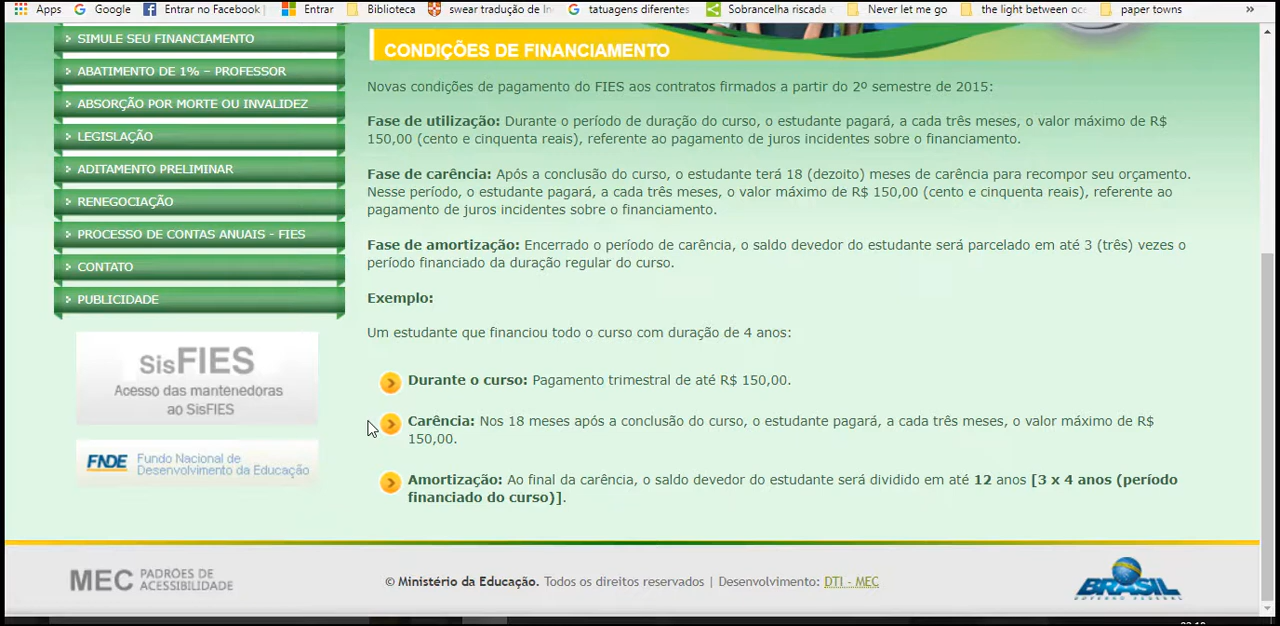 Apps Google Entrar no Facebook Entrar Biblioteca swear tradução de In tatuagens diferentes Sobrancelha riscada Never let me go the light between oce paper towns »
SIMULE SEU FINANCIAMENTO
ABATIMENTO DE 1% – PROFESSOR
ABSORÇÃO POR MORTE OU INVALIDEZ
LEGISLAÇÃO
ADITAMENTO PRELIMINAR
RENEGOCIAÇÃO
PROCESSO DE CONTAS ANUAIS - FIES
CONTATO
PUBLICIDADE
SisFIES
Acesso das mantenedoras
ao SisFIES
FNDE Fundo Nacional de
Desenvolvimento da Educação
CONDIÇÕES DE FINANCIAMENTO
Novas condições de pagamento do FIES aos contratos firmados a partir do 2º semestre de 2015:
Fase de utilização: Durante o período de duração do curso, o estudante pagará, a cada três meses, o valor máximo de R$
150,00 (cento e cinquenta reais), referente ao pagamento de juros incidentes sobre o financiamento.
Fase de carência: Após a conclusão do curso, o estudante terá 18 (dezoito) meses de carência para recompor seu orçamento.
Nesse período, o estudante pagará, a cada três meses, o valor máximo de R$ 150,00 (cento e cinquenta reais), referente ao
pagamento de juros incidentes sobre o financiamento.
Fase de amortização: Encerrado o período de carência, o saldo devedor do estudante será parcelado em até 3 (três) vezes o
período financiado da duração regular do curso.
Exemplo:
Um estudante que financiou todo o curso com duração de 4 anos:
Durante o curso: Pagamento trimestral de até R$ 150,00.
Carência: Nos 18 meses após a conclusão do curso, o estudante pagará, a cada três meses, o valor máximo de R$
150,00.
Amortização: Ao final da carência, o saldo devedor do estudante será dividido em até 12 anos [3 x 4 anos (período
financiado do curso)].
MEC PADRÕES DE
ACESSIBILIDADE
© Ministério da Educação. Todos os direitos reservados | Desenvolvimento: DTI - MEC
BRASIL
GOVERNO FEDERAL